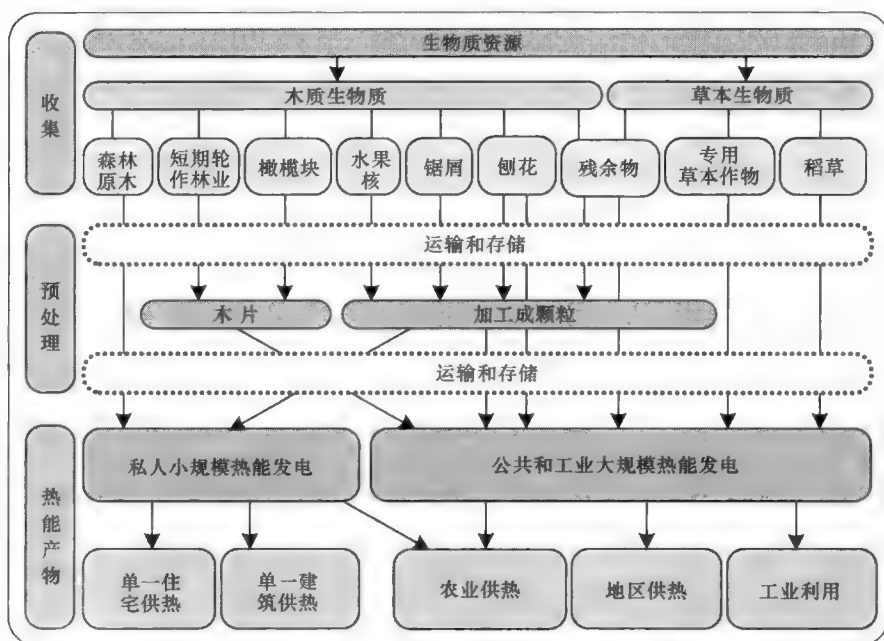 生物质资源
收集
木质生物质
草本生物质
森林
原木
短期轮
作林业
橄榄块
水果
核
锯屑
刨花
残余物
专用
草本作物
稻草
预处理
运输和存储
木片
加工成颗粒
运输和存储
热能产物
私人小规模热能发电
公共和工业大规模热能发电
单一住
宅供热
单一建
筑供热
农业供热
地区供热
工业利用